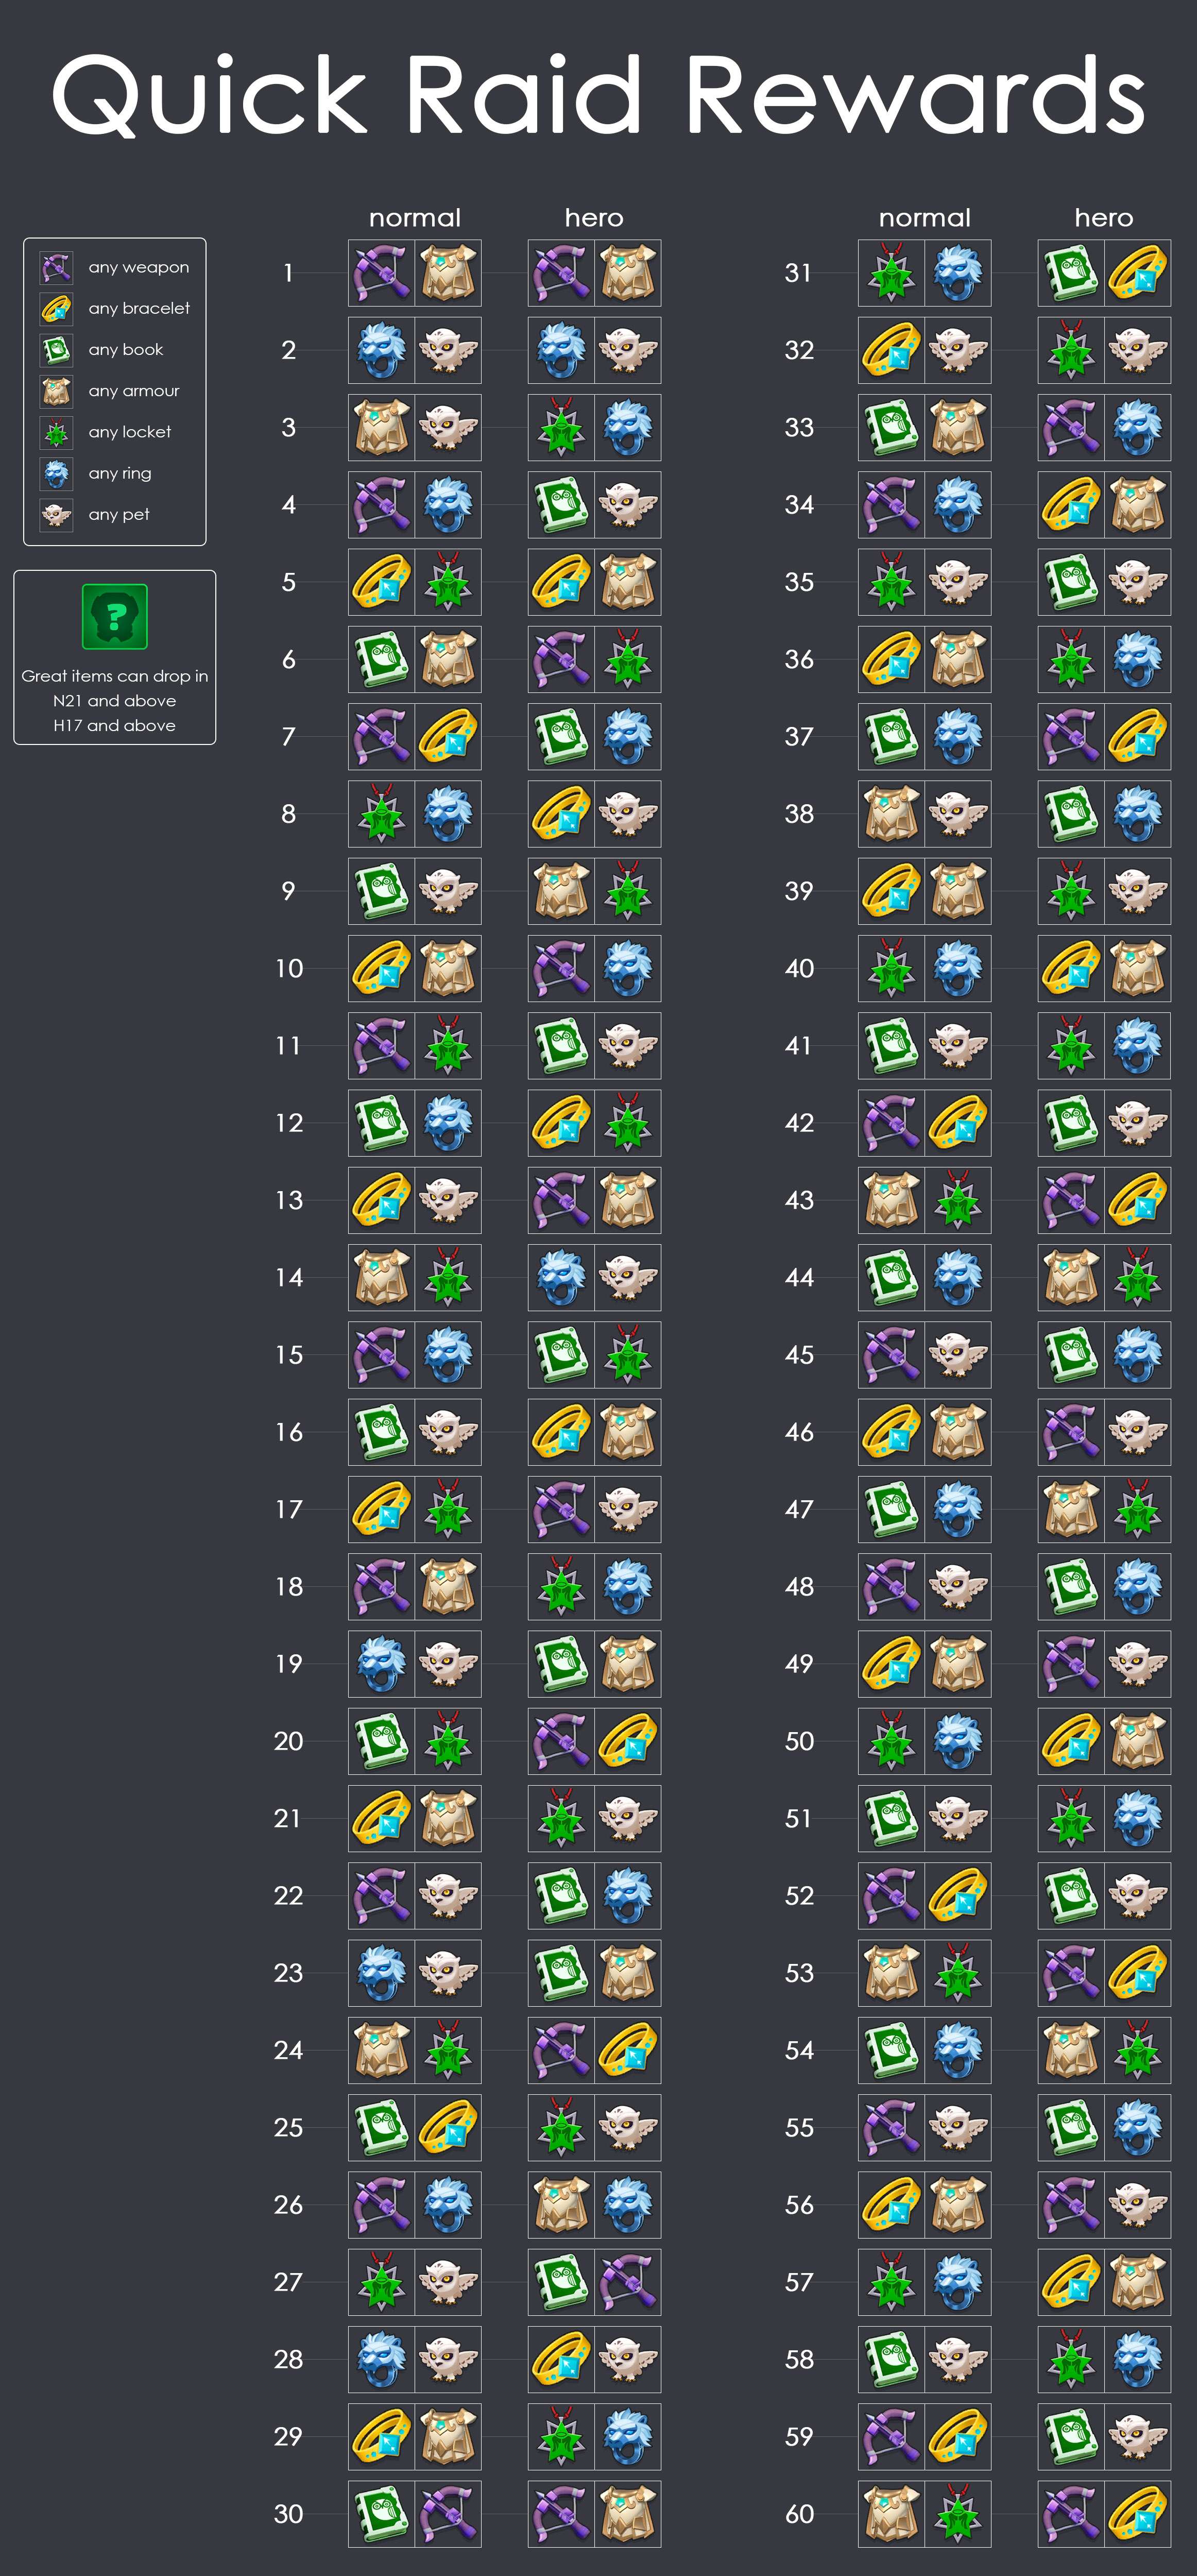 Quick Raid Rewards
normal hero normal hero
any weapon
any bracelet
any book
any armour
any locket
any ring
any pet
?
Great items can drop in
N21 and above
H17 and above
1 31
2 32
3 33
4 34
5 35
6 36
7 37
8 38
9 39
10 40
11 41
12 42
13 43
14 44
15 45
16 46
17 47
18 48
19 49
20 50
21 51
22 52
23 53
24 54
25 55
26 56
27 57
28 58
29 59
30 60